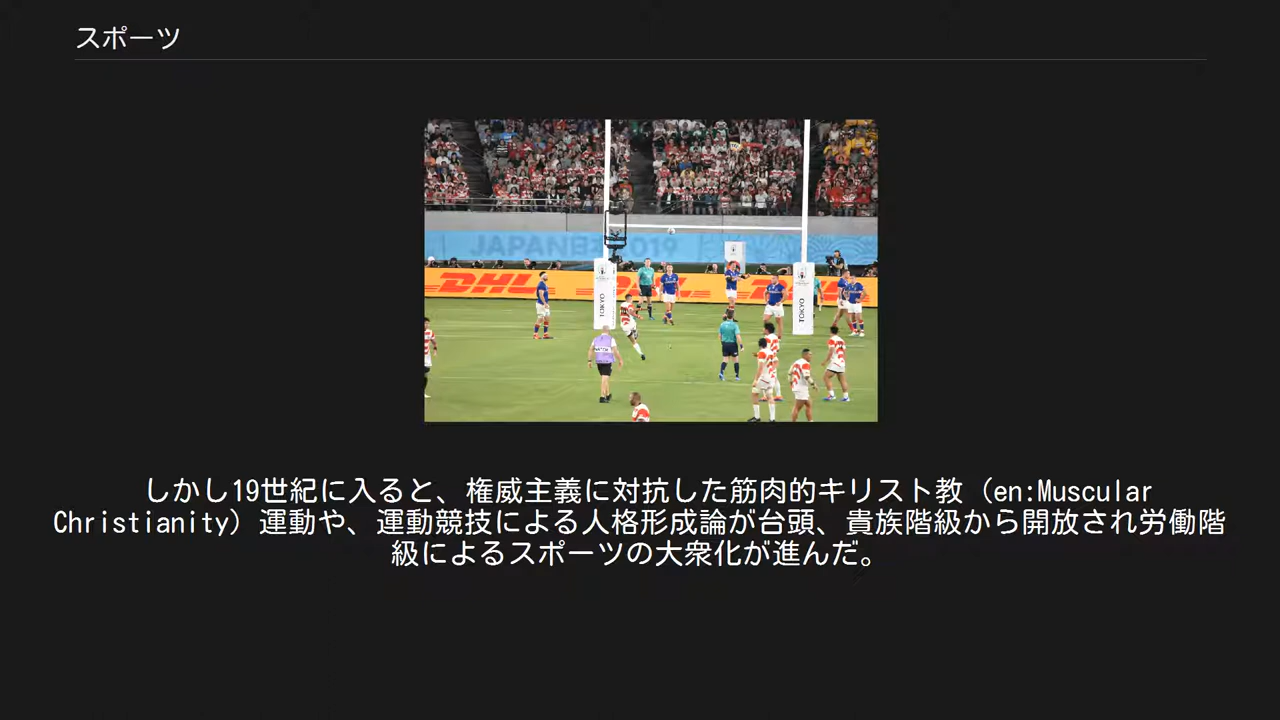 スポーツ
JAPAN 2019
DHL
DHL
TOKYO
TOKYO
しかし19世紀に入ると、権威主義に対抗した筋肉的キリスト教（en:Muscular
Christianity）運動や、運動競技による人格形成論が台頭、貴族階級から開放され労働階
級によるスポーツの大衆化が進んだ。